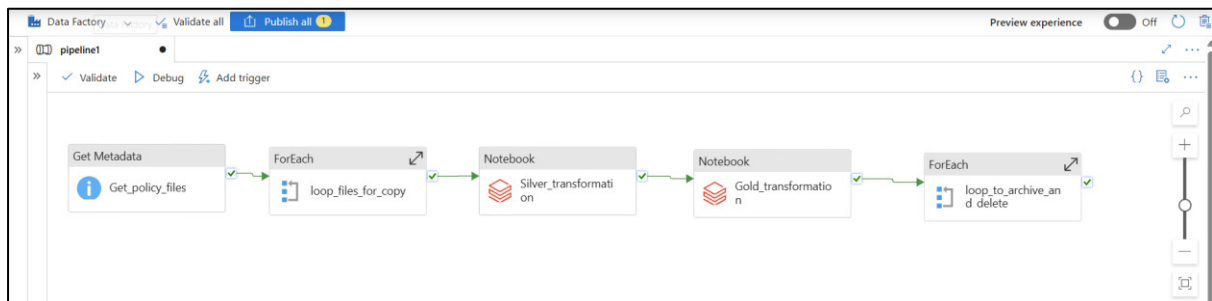 Data Factory
Validate all
Publish all 1
Preview experience
Off
pipeline1
Validate
Debug
Add trigger
Get Metadata
Get_policy_files
ForEach
loop_files_for_copy
Notebook
Silver_transformati
on
Notebook
Gold_transformatio
n
ForEach
loop_to_archive_an
d_delete